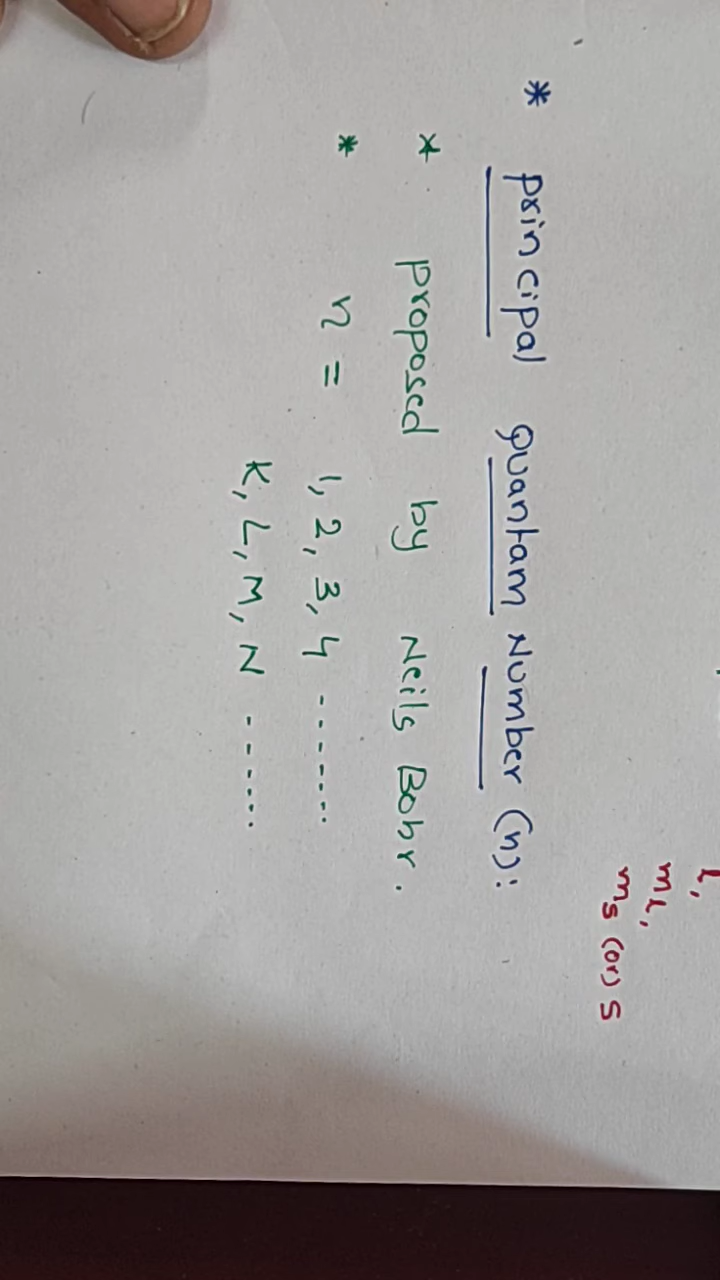 l,
ml,
ms (or) s
* principal quantam Number (n):
* proposed by Neils Bohr.
* n = 1, 2, 3, 4 -------
K, L, M, N ------